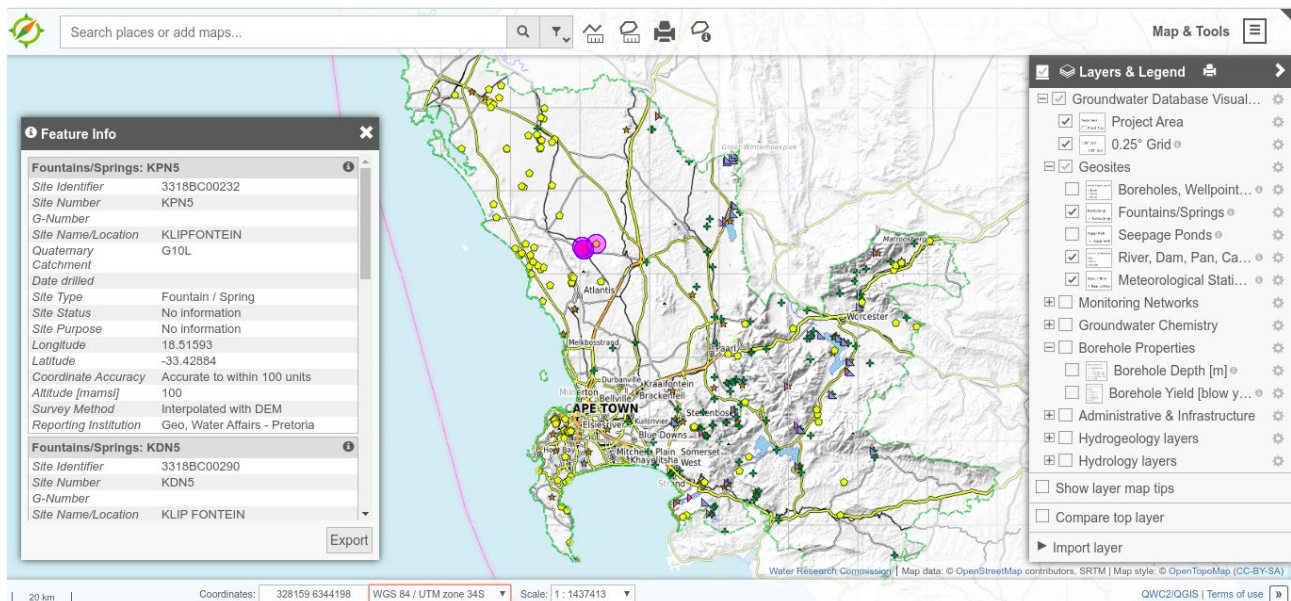 Search places or add maps...
Map & Tools
Layers & Legend
Groundwater Database Visual...
Project Area
0.25° Grid
Geosites
Boreholes, Wellpoint...
Fountains/Springs
Seepage Ponds
River, Dam, Pan, Ca...
Meteorological Stati...
Monitoring Networks
Groundwater Chemistry
Borehole Properties
Borehole Depth [m]
Borehole Yield [blow y...
Administrative & Infrastructure
Hydrogeology layers
Hydrology layers
Show layer map tips
Compare top layer
Import layer
Feature Info
Fountains/Springs: KPN5
Site Identifier 3318BC00232
Site Number KPN5
G-Number
Site Name/Location KLIPFONTEIN
Quaternary G10L
Catchment
Date drilled
Site Type Fountain / Spring
Site Status No information
Site Purpose No information
Longitude 18.51593
Latitude -33.42884
Coordinate Accuracy Accurate to within 100 units
Altitude [mamsl] 100
Survey Method Interpolated with DEM
Reporting Institution Geo, Water Affairs - Pretoria
Fountains/Springs: KDN5
Site Identifier 3318BC00290
Site Number KDN5
G-Number
Site Name/Location KLIP FONTEIN
Export
Matroosberg
Atlantis
Worcester
Melkbosstrand
Paarl
Durbanville
Kraaifontein
Bellville
Brackenfell
CAPE TOWN
Elsiesrivier
Kuilsrivier
Blue Downs
Mitchell Plain
Somerset
West
Khayelitsha
Strand
Water Research Commission | Map data: © OpenStreetMap contributors, SRTM | Map style: © OpenTopoMap (CC-BY-SA)
20 km
Coordinates: 328159 6344198 WGS 84 / UTM zone 34S Scale: 1 : 1437413
QWC2/QGIS | Terms of use